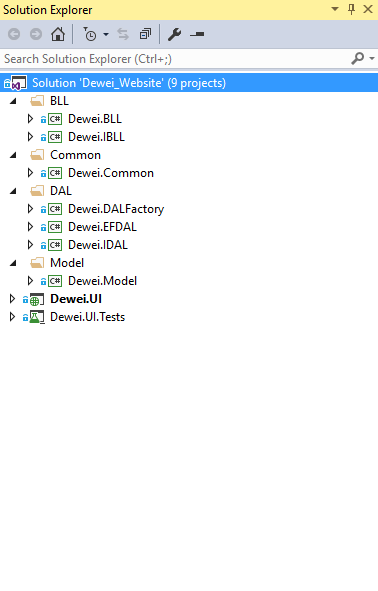 Solution Explorer
Search Solution Explorer (Ctrl+;)
Solution 'Dewei_Website' (9 projects)
BLL
C# Dewei.BLL
C# Dewei.IBLL
Common
C# Dewei.Common
DAL
C# Dewei.DALFactory
C# Dewei.EFDAL
C# Dewei.IDAL
Model
C# Dewei.Model
Dewei.UI
Dewei.UI.Tests